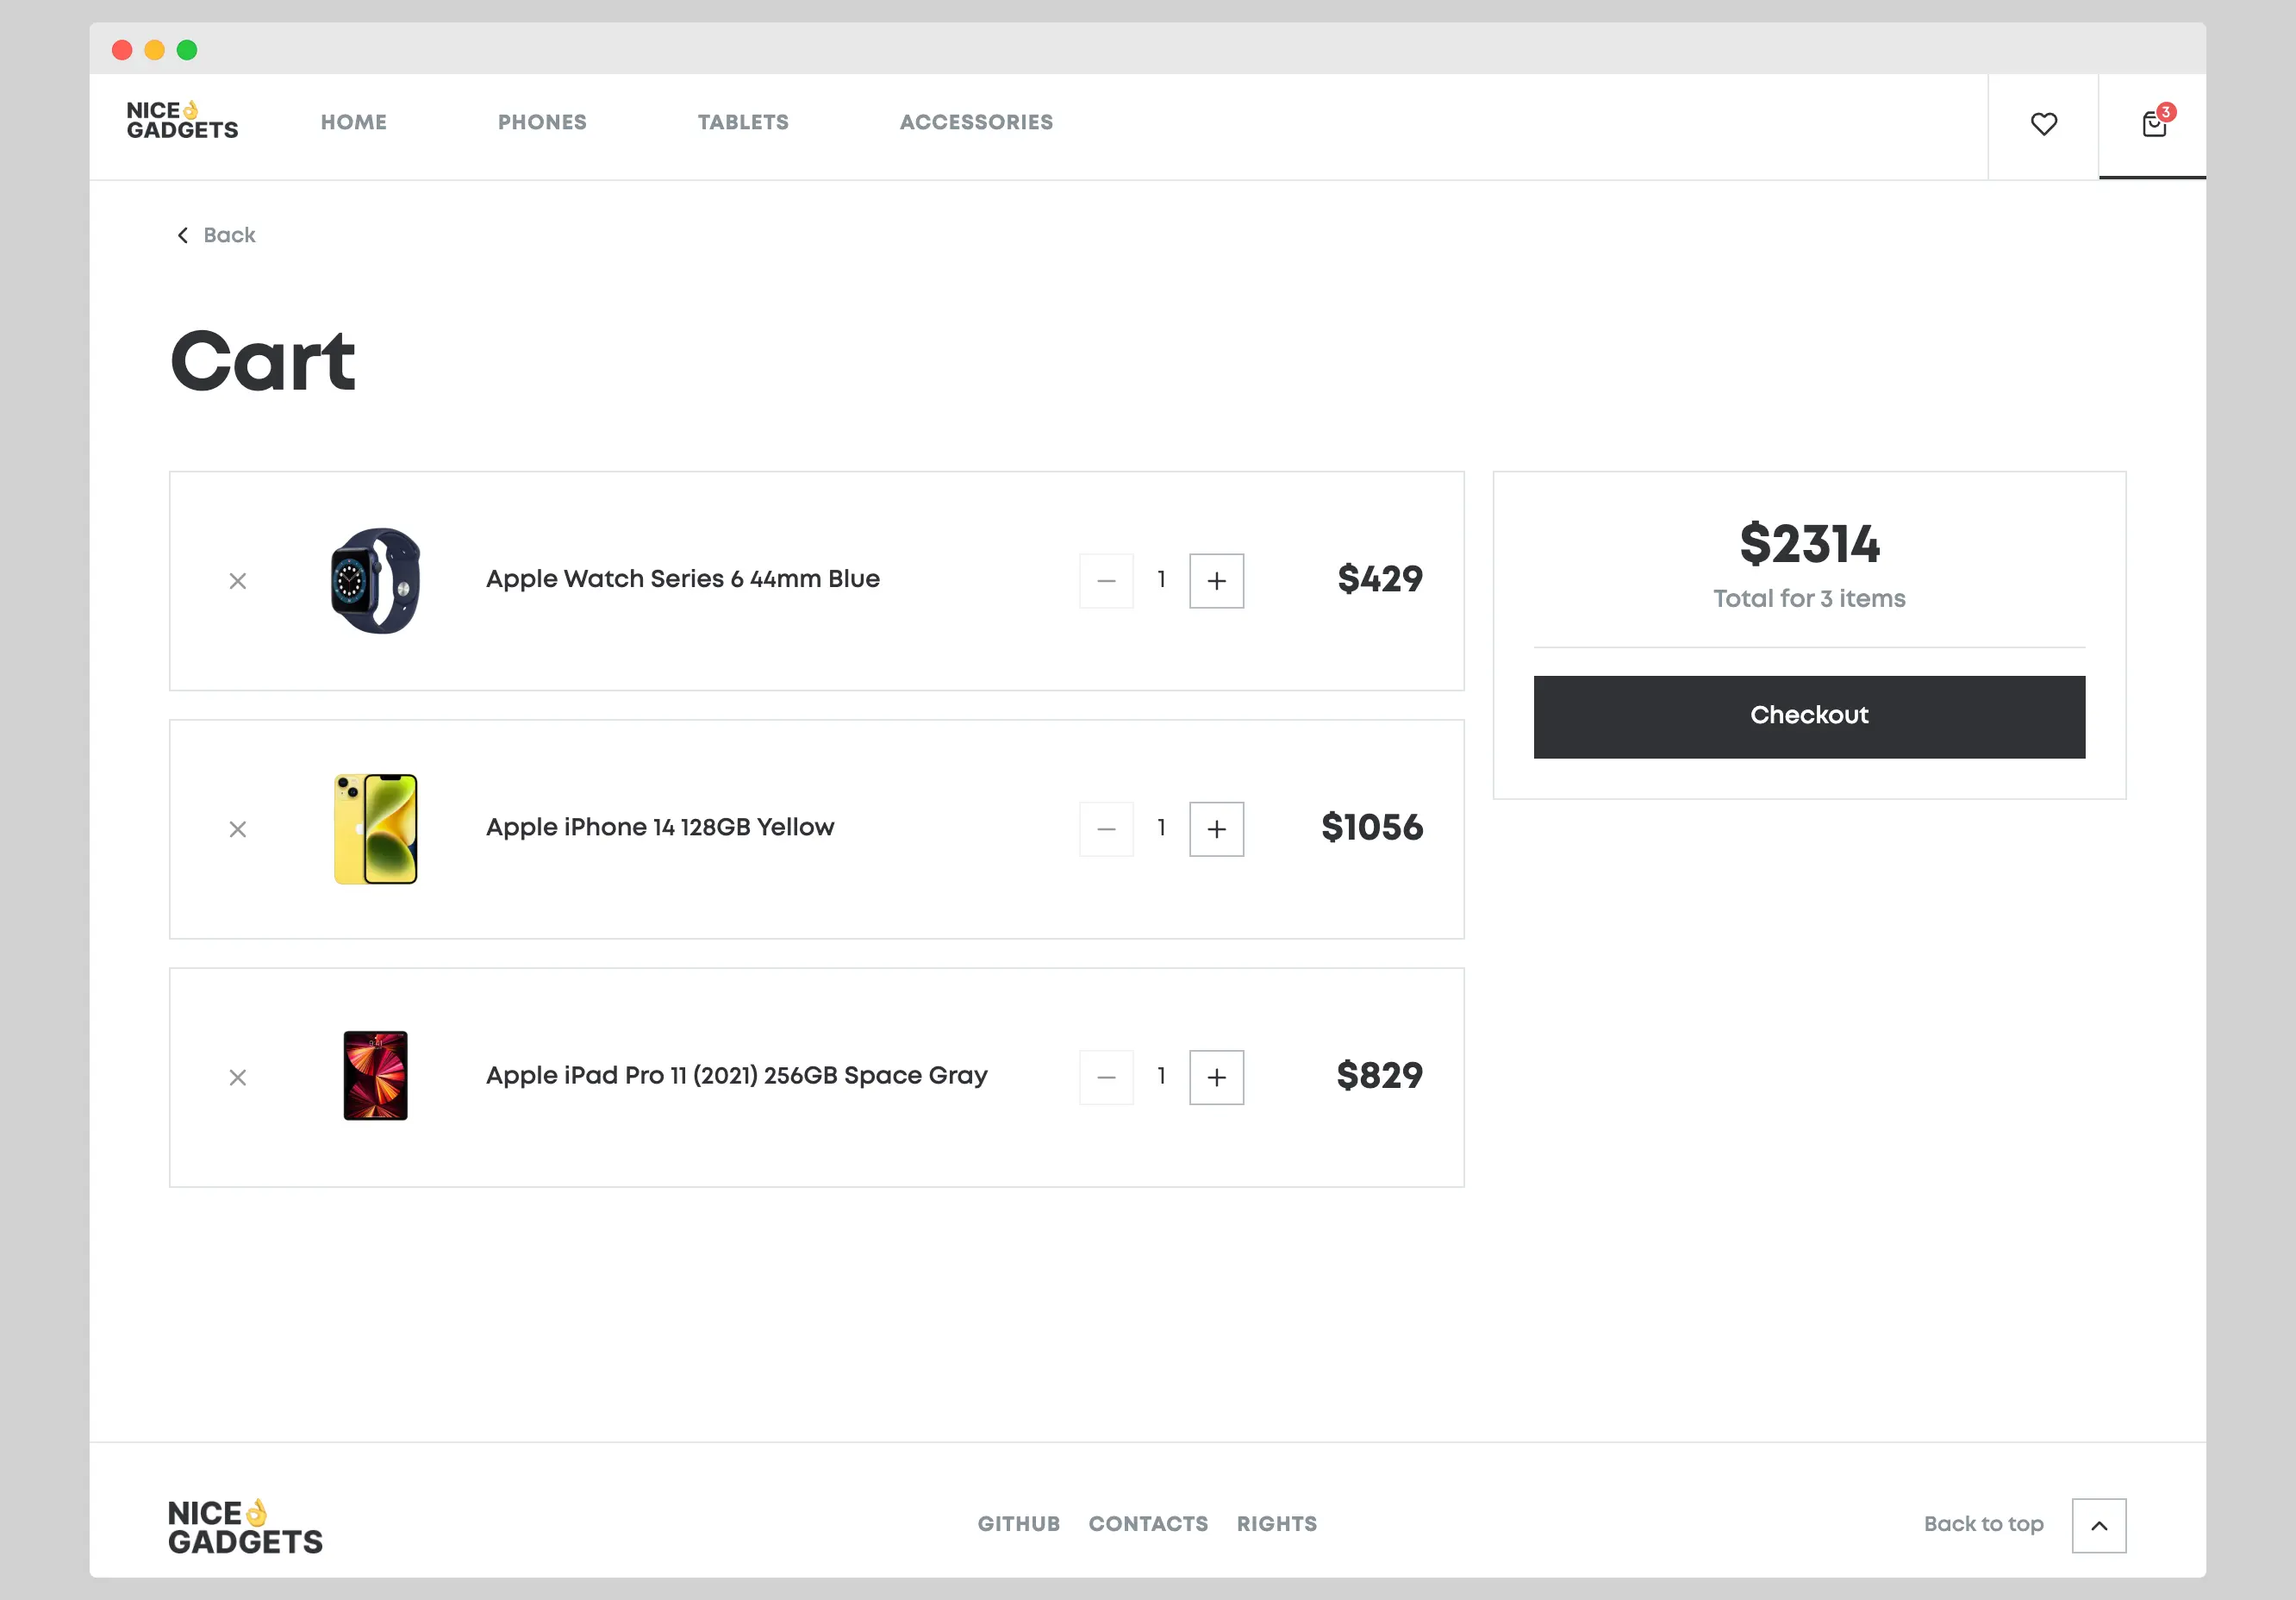 NICE👌
GADGETS
HOME PHONES TABLETS ACCESSORIES
3
Back
Cart
Apple Watch Series 6 44mm Blue 1 $429
Apple iPhone 14 128GB Yellow 1 $1056
9:41
Apple iPad Pro 11 (2021) 256GB Space Gray 1 $829
$2314
Total for 3 items
Checkout
NICE👌
GADGETS
GITHUB CONTACTS RIGHTS
Back to top